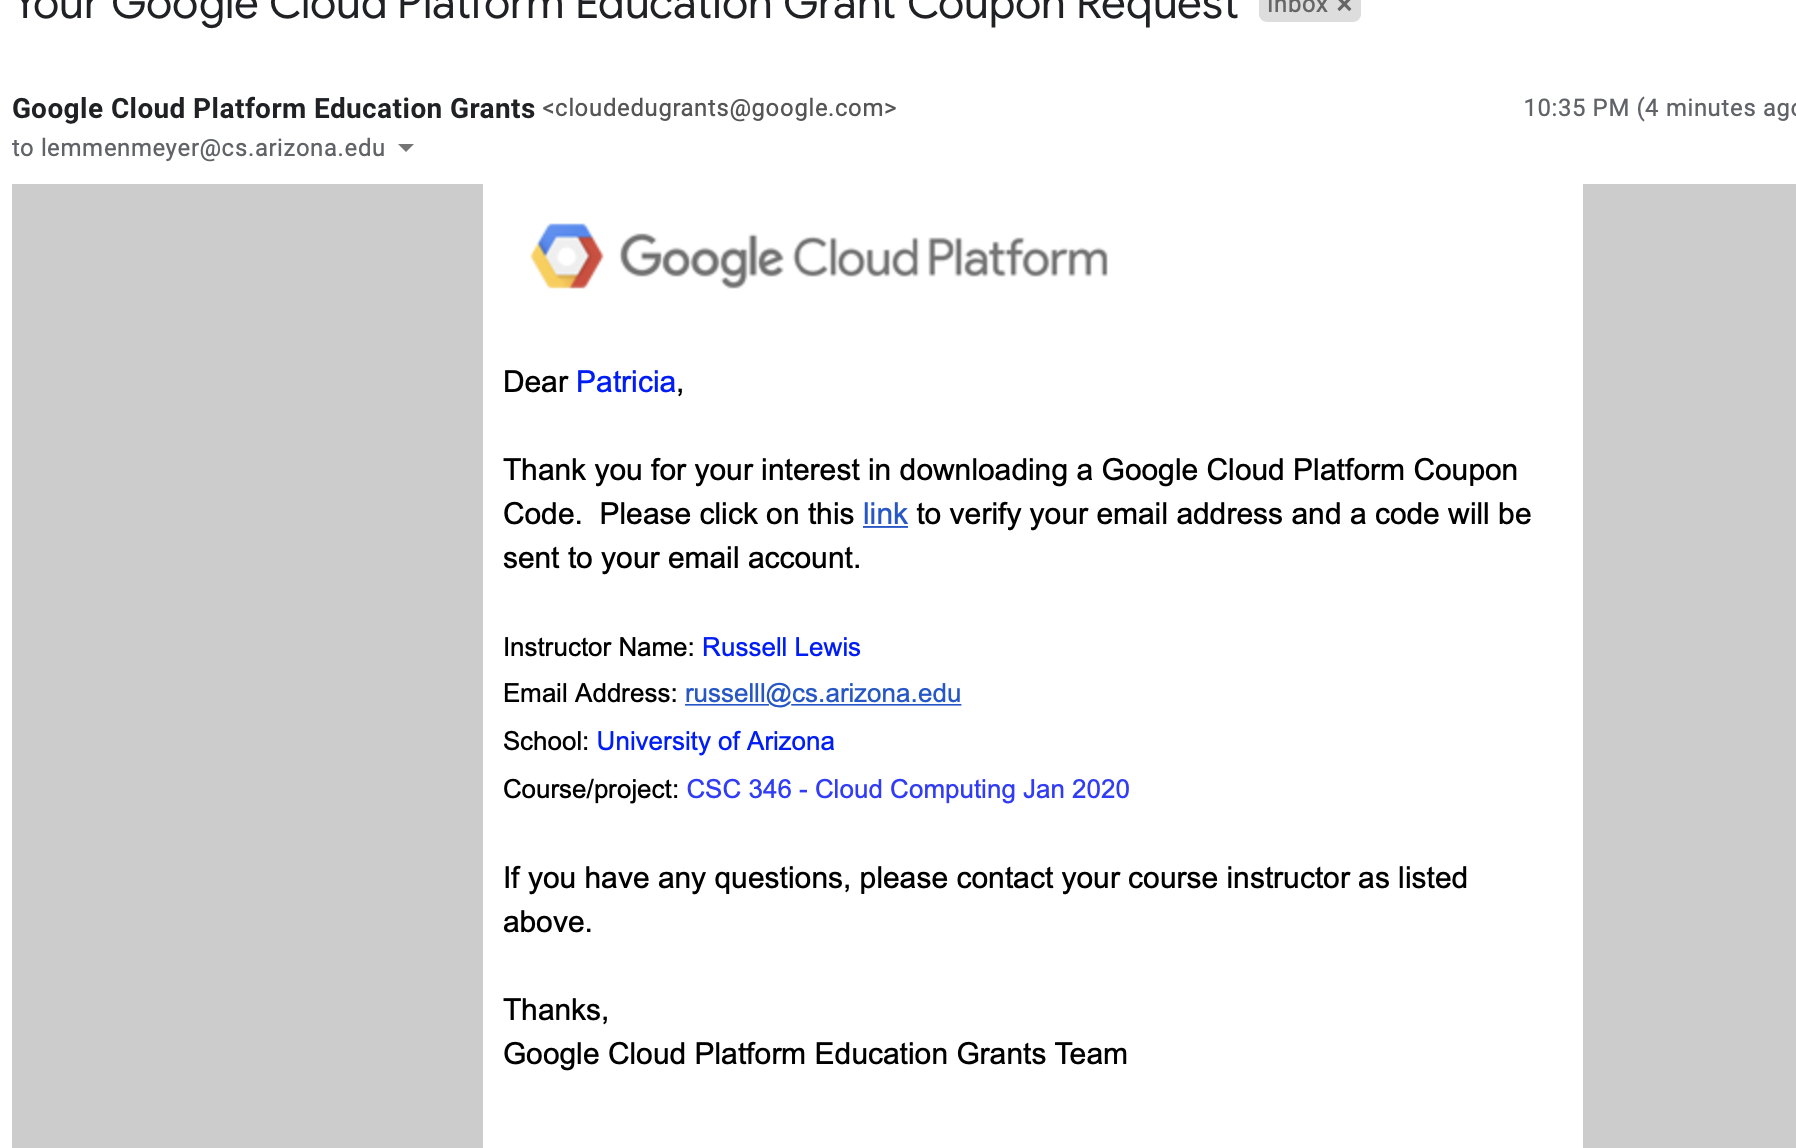 Your Google Cloud Platform Education Grant Coupon Request Inbox ×
Google Cloud Platform Education Grants <cloudedugrants@google.com> 10:35 PM (4 minutes ago
to lemmenmeyer@cs.arizona.edu
Google Cloud Platform
Dear Patricia,
Thank you for your interest in downloading a Google Cloud Platform Coupon
Code.  Please click on this link to verify your email address and a code will be
sent to your email account.
Instructor Name: Russell Lewis
Email Address: russelll@cs.arizona.edu
School: University of Arizona
Course/project: CSC 346 - Cloud Computing Jan 2020
If you have any questions, please contact your course instructor as listed
above.
Thanks,
Google Cloud Platform Education Grants Team